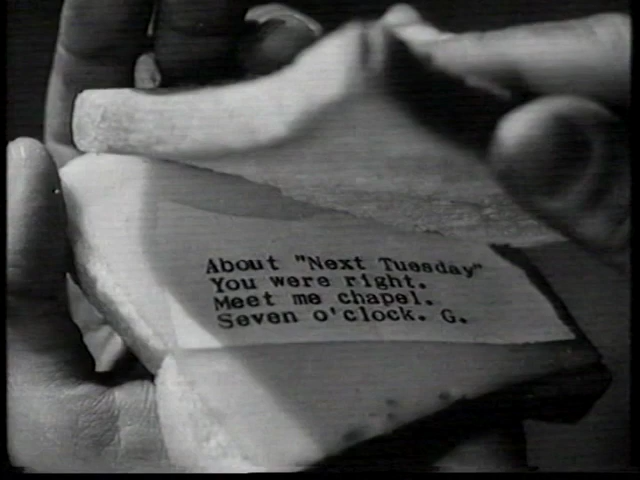 About "Next Tuesday"
You were right.
Meet me chapel.
Seven o'clock. G.